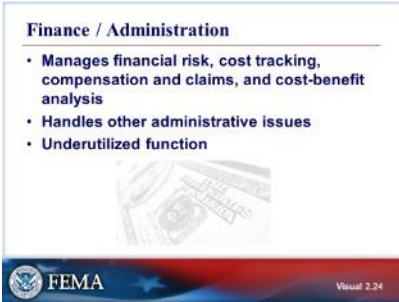 Finance / Administration
• Manages financial risk, cost tracking,
compensation and claims, and cost-benefit
analysis
• Handles other administrative issues
• Underutilized function
FEMA
Visual 2.24